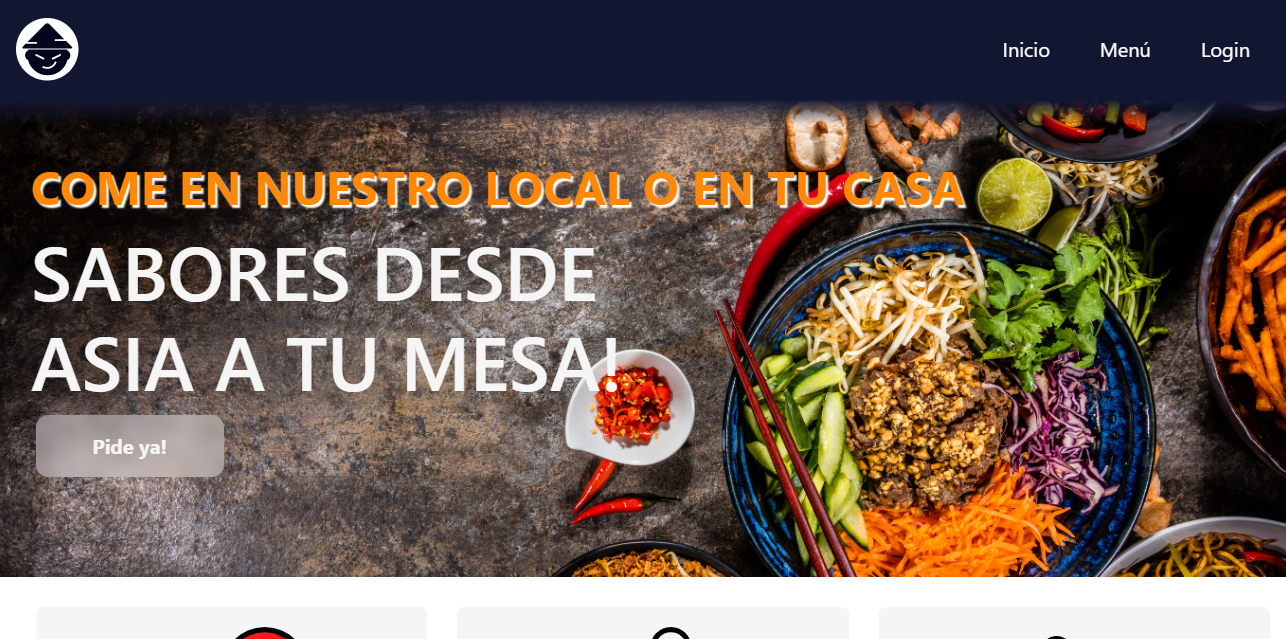 Inicio Menú Login
COME EN NUESTRO LOCAL O EN TU CASA
SABORES DESDE
ASIA A TU MESA!
Pide ya!